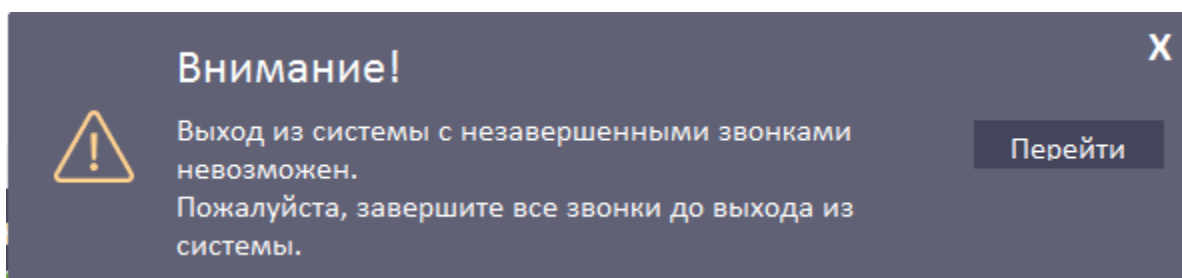 Внимание!
X
Выход из системы с незавершенными звонками
невозможен.
Пожалуйста, завершите все звонки до выхода из
системы.
Перейти